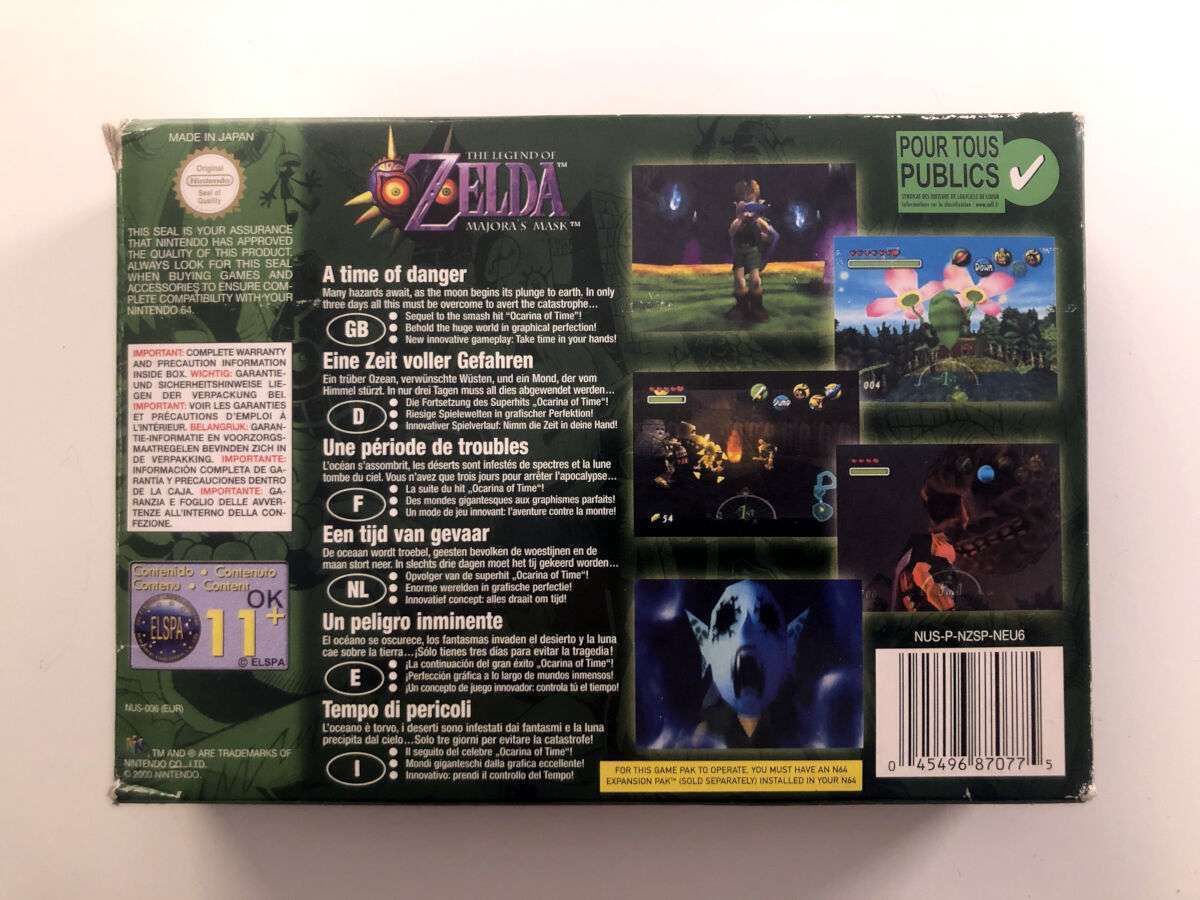 MADE IN JAPAN
Original
Nintendo
Seal of
Quality
THIS SEAL IS YOUR ASSURANCE
THAT NINTENDO HAS APPROVED
THE QUALITY OF THIS PRODUCT.
ALWAYS LOOK FOR THIS SEAL
WHEN BUYING GAMES AND
ACCESSORIES TO ENSURE COM-
PLETE COMPATIBILITY WITH YOUR
NINTENDO 64.
IMPORTANT: COMPLETE WARRANTY
AND PRECAUTION INFORMATION
INSIDE BOX. WICHTIG: GARANTIE-
UND SICHERHEITSHINWEISE LIE-
GEN DER VERPACKUNG BEI.
IMPORTANT: VOIR LES GARANTIES
ET PRÉCAUTIONS D'EMPLOI À
L'INTÉRIEUR. BELANGRIJK: GARAN-
TIE-INFORMATIE EN VOORZORGS-
MAATREGELEN BEVINDEN ZICH IN
DE VERPAKKING. IMPORTANTE:
INFORMACIÓN COMPLETA DE GA-
RANTÍA Y PRECAUCIONES DENTRO
DE LA CAJA. IMPORTANTE: GA-
RANZIA E FOGLIO DELLE AVVER-
TENZE ALL'INTERNO DELLA CON-
FEZIONE.
Contenido • Contenuto
Contenu • Content
OK
ELSPA
11+
© ELSPA
NUS-006 (EUR)
, TM AND ® ARE TRADEMARKS OF
NINTENDO CO., LTD.
© 2000 NINTENDO.
THE LEGEND OF
ZELDA™
MAJORA'S MASK™
A time of danger
Many hazards await, as the moon begins its plunge to earth. In only
three days all this must be overcome to avert the catastrophe...
GB
● Sequel to the smash hit "Ocarina of Time"!
● Behold the huge world in graphical perfection!
● New innovative gameplay: Take time in your hands!
Eine Zeit voller Gefahren
Ein trüber Ozean, verwünschte Wüsten, und ein Mond, der vom
Himmel stürzt. In nur drei Tagen muss all dies abgewendet werden...
D
● Die Fortsetzung des Superhits „Ocarina of Time"!
● Riesige Spielewelten in grafischer Perfektion!
● Innovativer Spielverlauf: Nimm die Zeit in deine Hand!
Une période de troubles
L'océan s'assombrit, les déserts sont infestés de spectres et la lune
tombe du ciel. Vous n'avez que trois jours pour arrêter l'apocalypse...
F
● La suite du hit „Ocarina of Time"!
● Des mondes gigantesques aux graphismes parfaits!
● Un mode de jeu innovant: l'aventure contre la montre!
Een tijd van gevaar
De oceaan wordt troebel, geesten bevolken de woestijnen en de
maan stort neer. In slechts drie dagen moet het tij gekeerd worden...
NL
● Opvolger van de superhit „Ocarina of Time"!
● Enorme werelden in grafische perfectie!
● Innovatief concept: alles draait om tijd!
Un peligro inminente
El océano se oscurece, los fantasmas invaden el desierto y la luna
cae sobre la tierra... ¡Sólo tienes tres días para evitar la tragedia!
E
● ¡La continuación del gran éxito „Ocarina of Time"!
● ¡Perfección gráfica a lo largo de mundos inmensos!
● ¡Un concepto de juego innovador: controla tú el tiempo!
Tempo di pericoli
L'oceano è torvo, i deserti sono infestati dai fantasmi e la luna
precipita dal cielo...Solo tre giorni per evitare la catastrofe!
I
● Il seguito del celebre „Ocarina of Time"!
● Mondi giganteschi dalla grafica eccellente!
● Innovativo: prendi il controllo del Tempo!
POUR TOUS
PUBLICS
Down
004
1st
Jump
54
1st
FOR THIS GAME PAK TO OPERATE, YOU MUST HAVE AN N64
EXPANSION PAK™ (SOLD SEPARATELY) INSTALLED IN YOUR N64
NUS-P-NZSP-NEU6
0 45496 87077 5